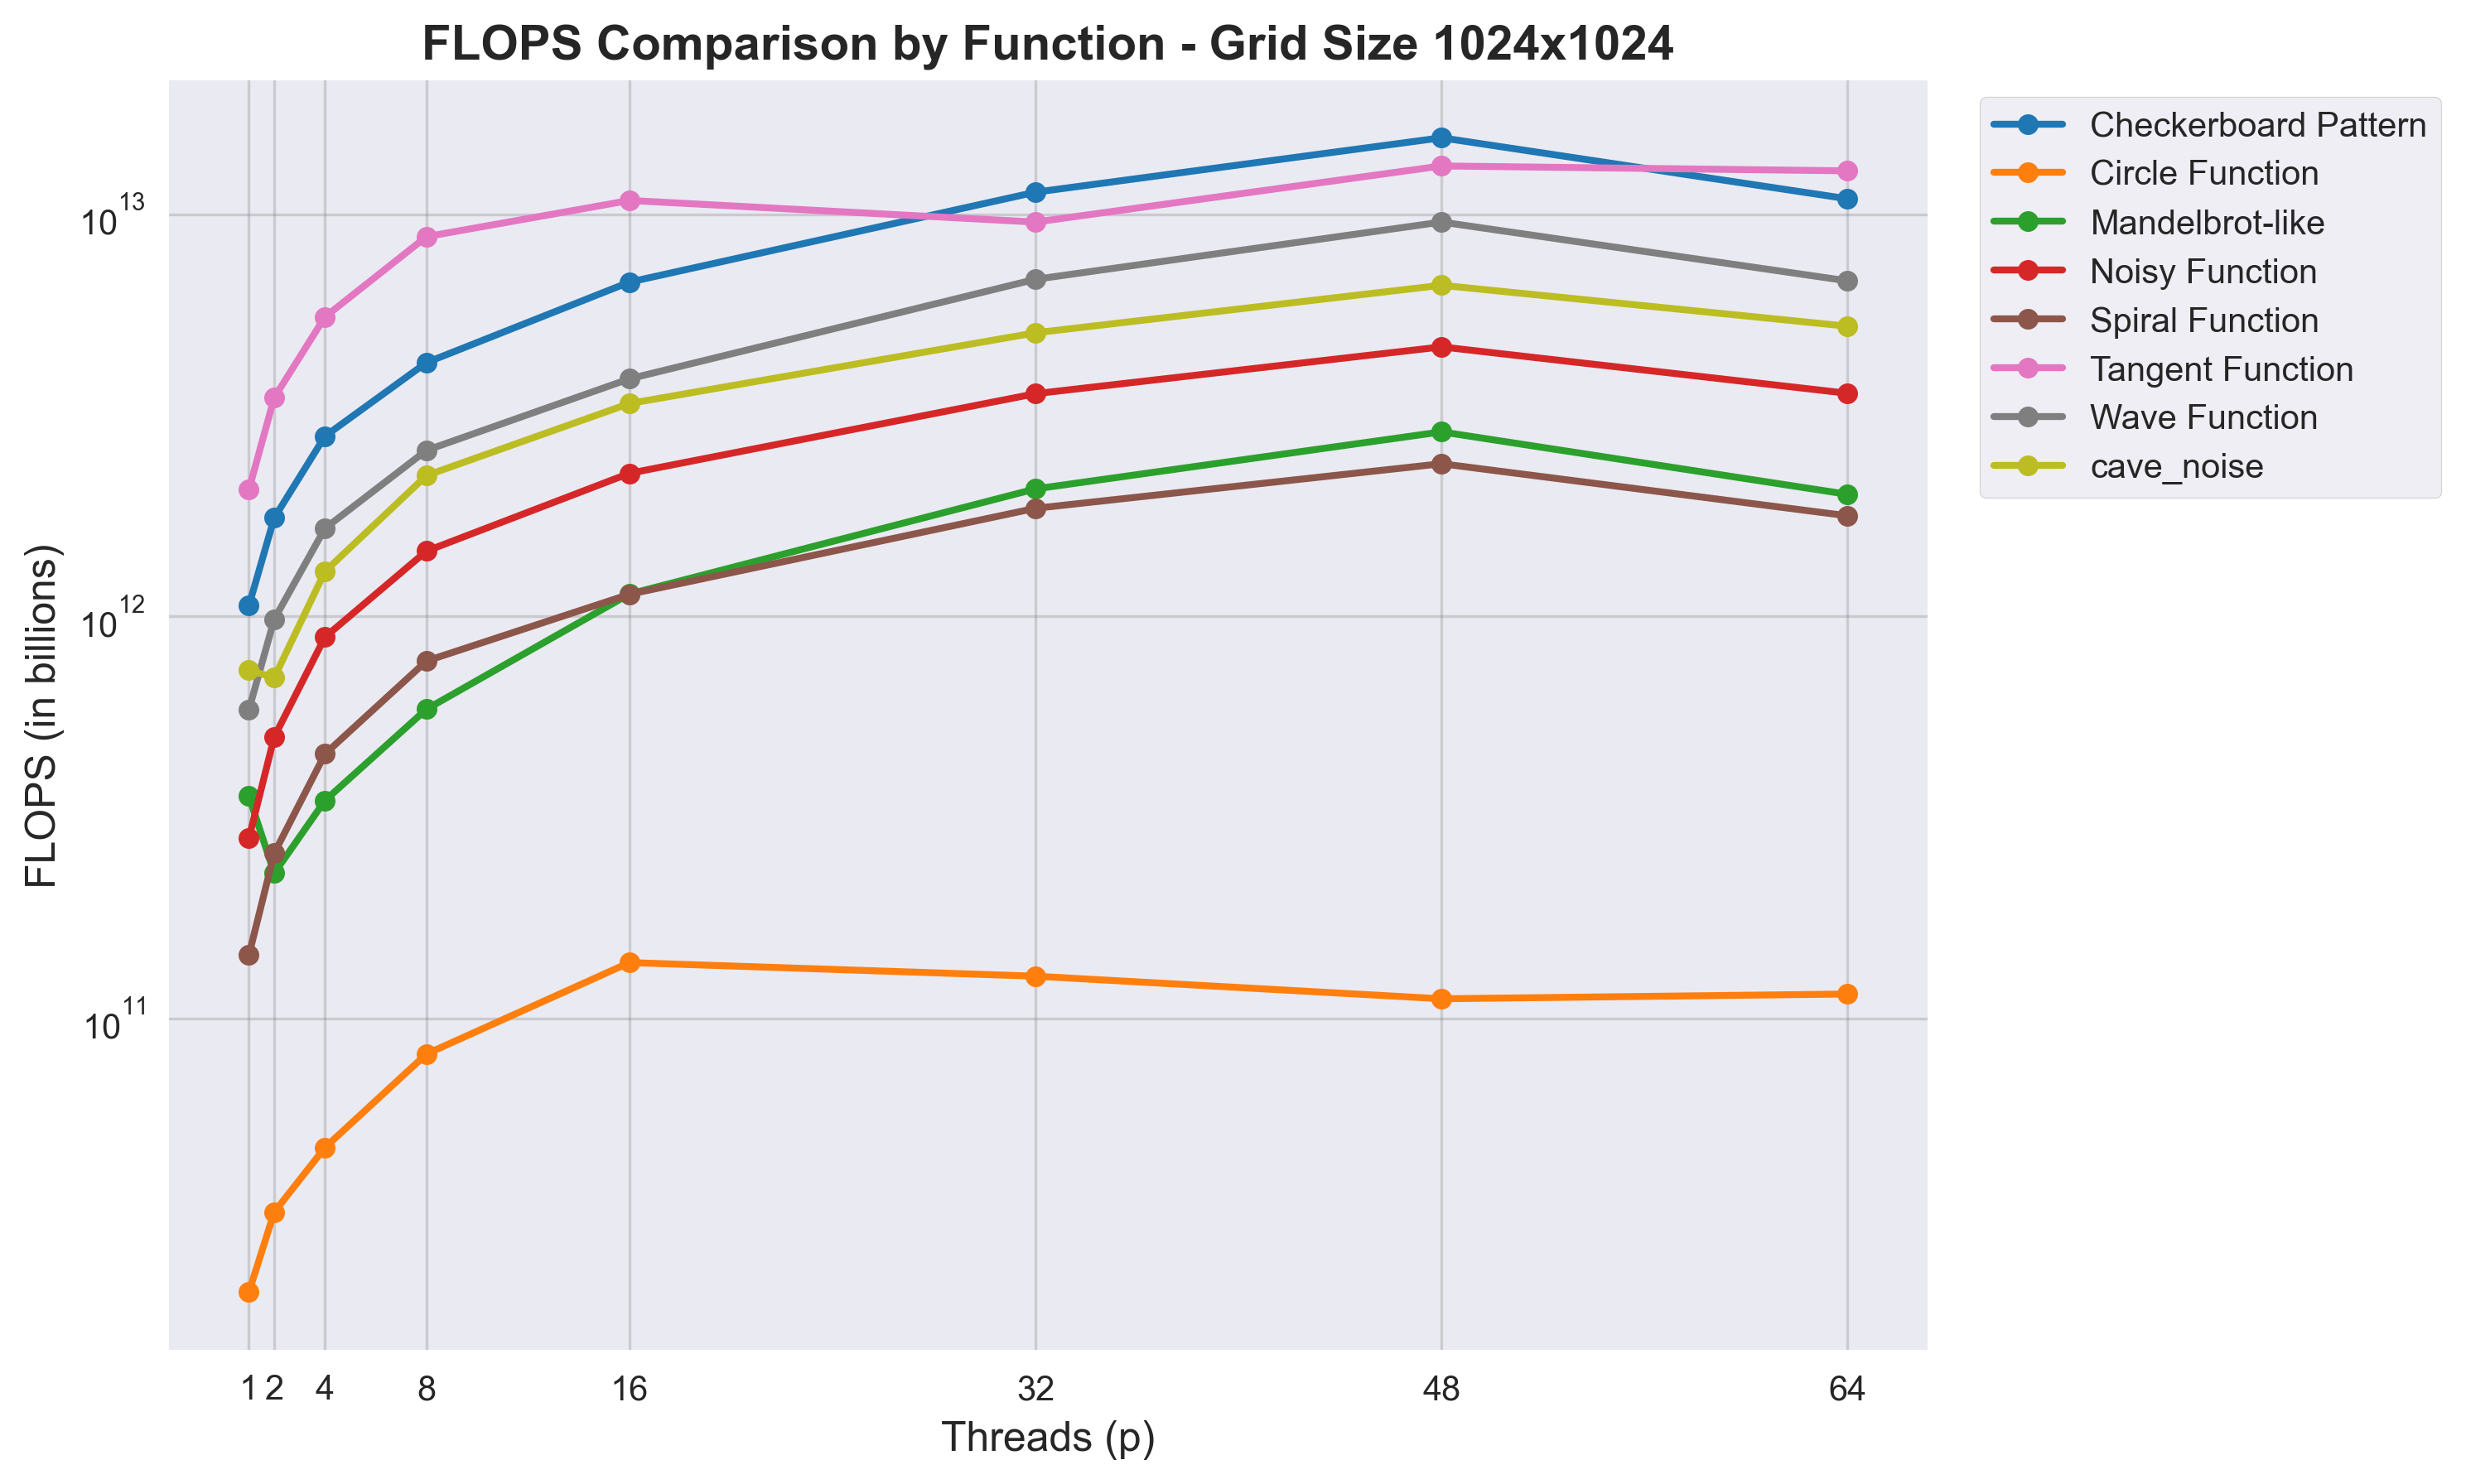 FLOPS Comparison by Function - Grid Size 1024x1024
FLOPS (in billions)
10^13
10^12
10^11
1 2 4 8 16 32 48 64
Threads (p)
Checkerboard Pattern
Circle Function
Mandelbrot-like
Noisy Function
Spiral Function
Tangent Function
Wave Function
cave_noise